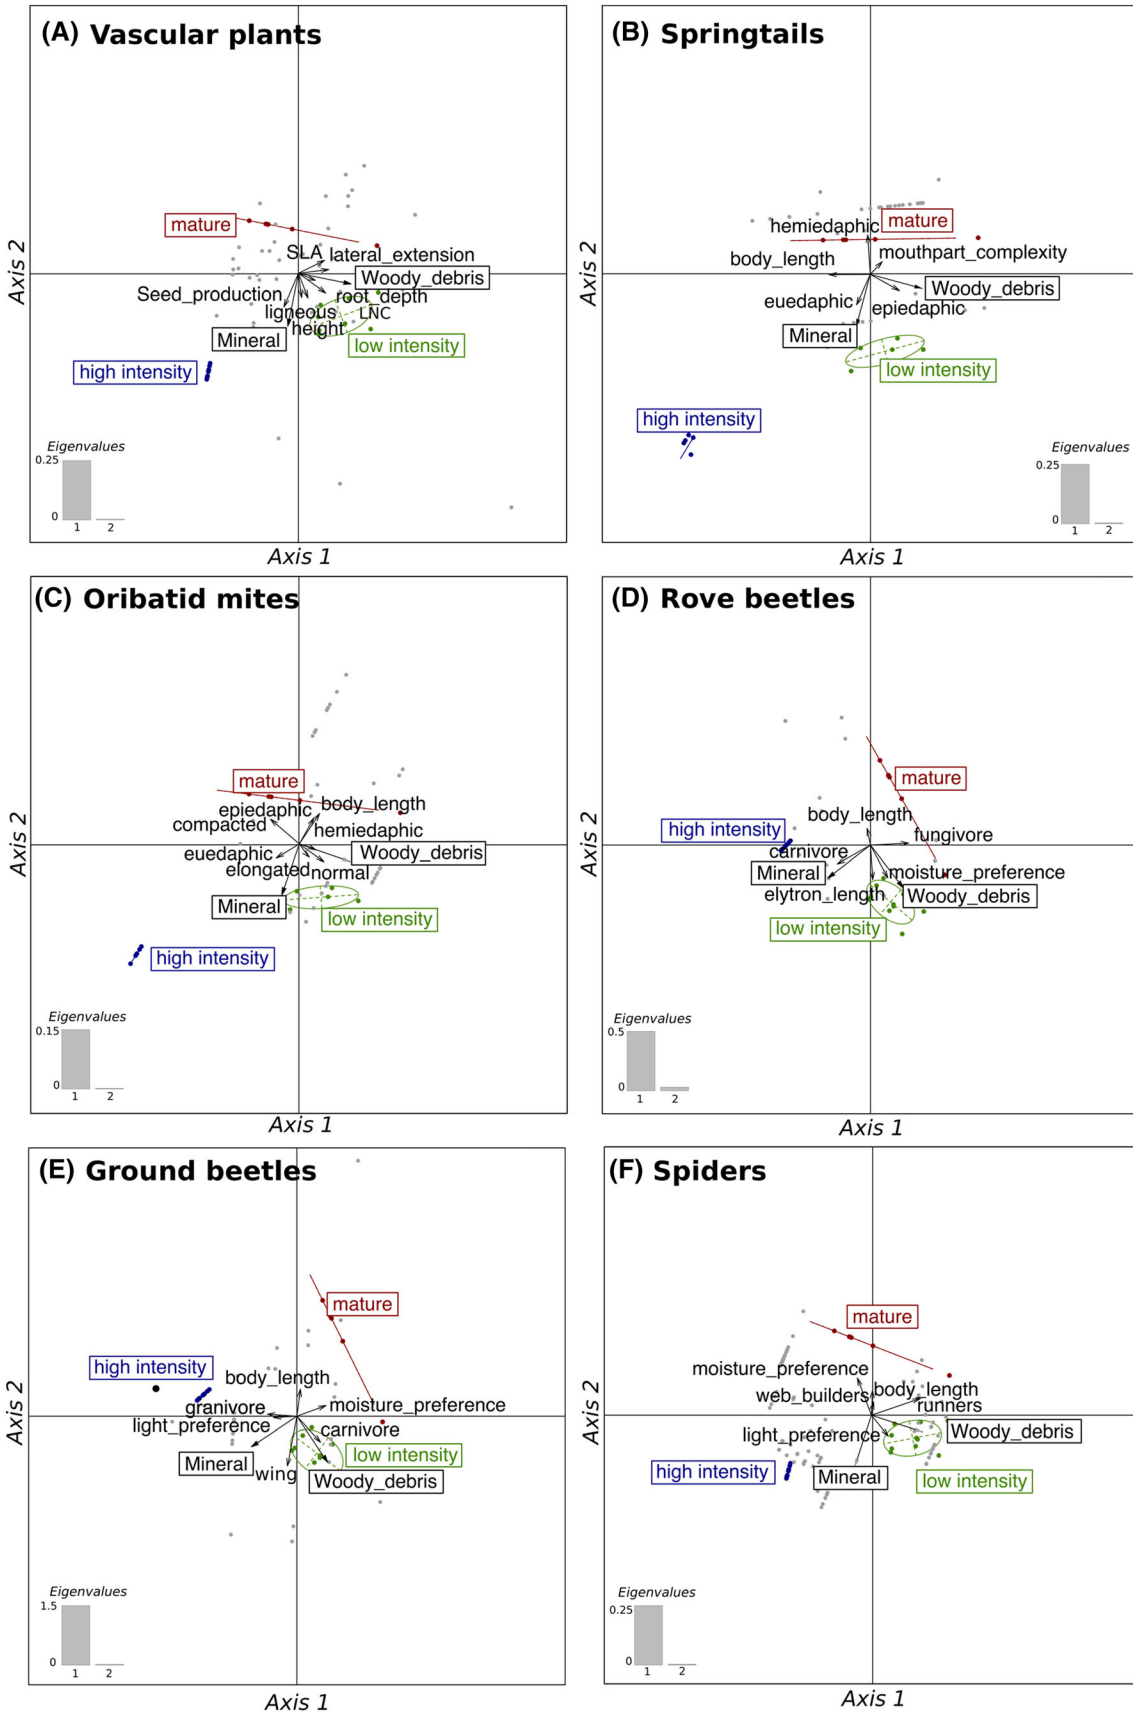 (A) Vascular plants
mature
SLA lateral_extension
Woody_debris
Seed_production root_depth
ligneous LNC
height
Mineral
low intensity
high intensity
Axis 2
Eigenvalues
0.25
0
1 2
Axis 1
(B) Springtails
hemiedaphic mature
mouthpart_complexity
body_length
Woody_debris
euedaphic epiedaphic
Mineral
low intensity
high intensity
Axis 2
Eigenvalues
0.25
0
1 2
Axis 1
(C) Oribatid mites
mature
epiedaphic body_length
compacted
hemiedaphic
euedaphic Woody_debris
elongated normal
Mineral
low intensity
high intensity
Axis 2
Eigenvalues
0.15
0
1 2
Axis 1
(D) Rove beetles
mature
body_length
high intensity fungivore
carnivore
Mineral moisture_preference
elytron_length Woody_debris
low intensity
Axis 2
Eigenvalues
0.5
0
1 2
Axis 1
(E) Ground beetles
mature
high intensity
body_length
granivore moisture_preference
light_preference carnivore
low intensity
Mineral
wing Woody_debris
Axis 2
Eigenvalues
1.5
0
1 2
Axis 1
(F) Spiders
mature
moisture_preference
web_builders body_length
runners
light_preference Woody_debris
high intensity Mineral low intensity
Axis 2
Eigenvalues
0.25
0
1 2
Axis 1